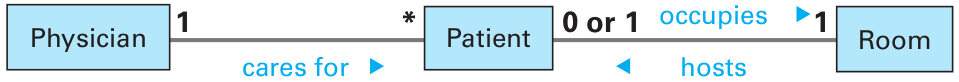 Physician 1 * Patient 0 or 1 occupies ▶ 1 Room
cares for ▶ ◀ hosts